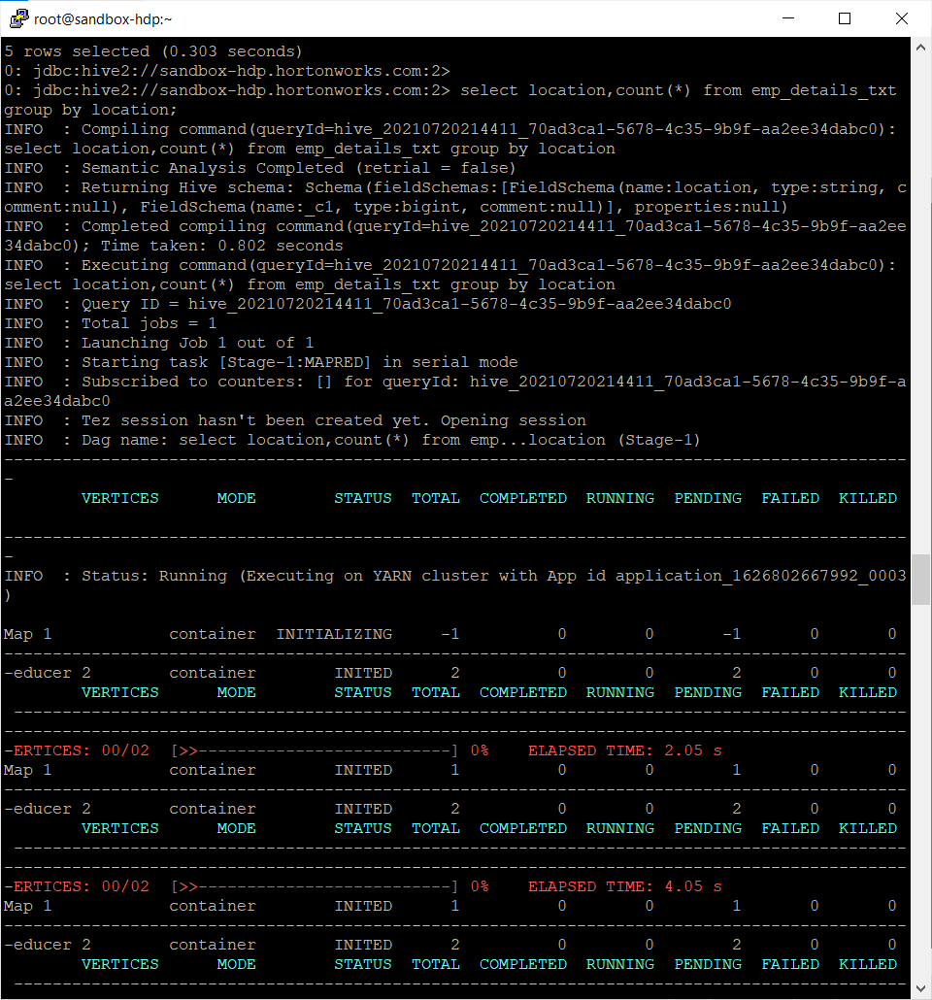 root@sandbox-hdp:~
5 rows selected (0.303 seconds)
0: jdbc:hive2://sandbox-hdp.hortonworks.com:2>
0: jdbc:hive2://sandbox-hdp.hortonworks.com:2> select location,count(*) from emp_details_txt
group by location;
INFO  : Compiling command(queryId=hive_20210720214411_70ad3ca1-5678-4c35-9b9f-aa2ee34dabc0):
select location,count(*) from emp_details_txt group by location
INFO  : Semantic Analysis Completed (retrial = false)
INFO  : Returning Hive schema: Schema(fieldSchemas:[FieldSchema(name:location, type:string, c
omment:null), FieldSchema(name:_c1, type:bigint, comment:null)], properties:null)
INFO  : Completed compiling command(queryId=hive_20210720214411_70ad3ca1-5678-4c35-9b9f-aa2ee
34dabc0); Time taken: 0.802 seconds
INFO  : Executing command(queryId=hive_20210720214411_70ad3ca1-5678-4c35-9b9f-aa2ee34dabc0):
select location,count(*) from emp_details_txt group by location
INFO  : Query ID = hive_20210720214411_70ad3ca1-5678-4c35-9b9f-aa2ee34dabc0
INFO  : Total jobs = 1
INFO  : Launching Job 1 out of 1
INFO  : Starting task [Stage-1:MAPRED] in serial mode
INFO  : Subscribed to counters: [] for queryId: hive_20210720214411_70ad3ca1-5678-4c35-9b9f-a
a2ee34dabc0
INFO  : Tez session hasn't been created yet. Opening session
INFO  : Dag name: select location,count(*) from emp...location (Stage-1)
---------------------------------------------------------------------------------------------
-
        VERTICES      MODE        STATUS  TOTAL  COMPLETED  RUNNING  PENDING  FAILED  KILLED
---------------------------------------------------------------------------------------------
-
INFO  : Status: Running (Executing on YARN cluster with App id application_1626802667992_0003
)
Map 1            container  INITIALIZING     -1          0        0       -1       0       0
---------------------------------------------------------------------------------------------
-educer 2        container        INITED      2          0        0        2       0       0
        VERTICES      MODE        STATUS  TOTAL  COMPLETED  RUNNING  PENDING  FAILED  KILLED
 --------------------------------------------------------------------------------------------
---------------------------------------------------------------------------------------------
-ERTICES: 00/02  [>>--------------------------] 0%    ELAPSED TIME: 2.05 s
Map 1            container        INITED      1          0        0        1       0       0
---------------------------------------------------------------------------------------------
-educer 2        container        INITED      2          0        0        2       0       0
        VERTICES      MODE        STATUS  TOTAL  COMPLETED  RUNNING  PENDING  FAILED  KILLED
 --------------------------------------------------------------------------------------------
---------------------------------------------------------------------------------------------
-ERTICES: 00/02  [>>--------------------------] 0%    ELAPSED TIME: 4.05 s
Map 1            container        INITED      1          0        0        1       0       0
---------------------------------------------------------------------------------------------
-educer 2        container        INITED      2          0        0        2       0       0
        VERTICES      MODE        STATUS  TOTAL  COMPLETED  RUNNING  PENDING  FAILED  KILLED
 --------------------------------------------------------------------------------------------